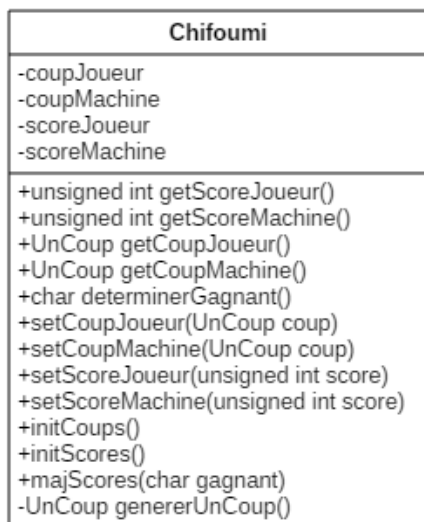 Chifoumi
-coupJoueur
-coupMachine
-scoreJoueur
-scoreMachine
+unsigned int getScoreJoueur()
+unsigned int getScoreMachine()
+UnCoup getCoupJoueur()
+UnCoup getCoupMachine()
+char determinerGagnant()
+setCoupJoueur(UnCoup coup)
+setCoupMachine(UnCoup coup)
+setScoreJoueur(unsigned int score)
+setScoreMachine(unsigned int score)
+initCoups()
+initScores()
+majScores(char gagnant)
-UnCoup genererUnCoup()